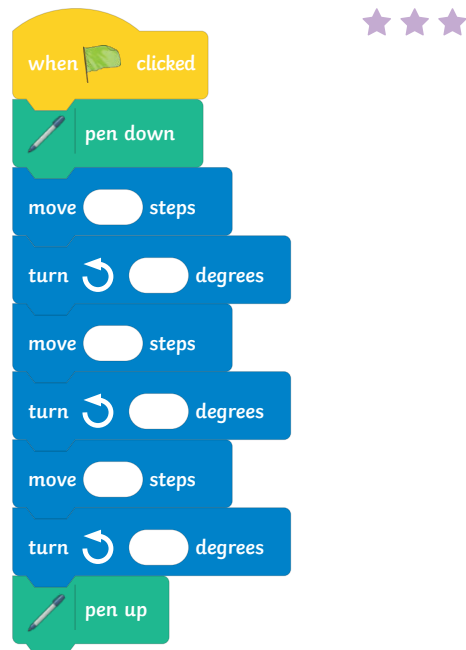 when clicked
pen down
move steps
turn degrees
move steps
turn degrees
move steps
turn degrees
pen up